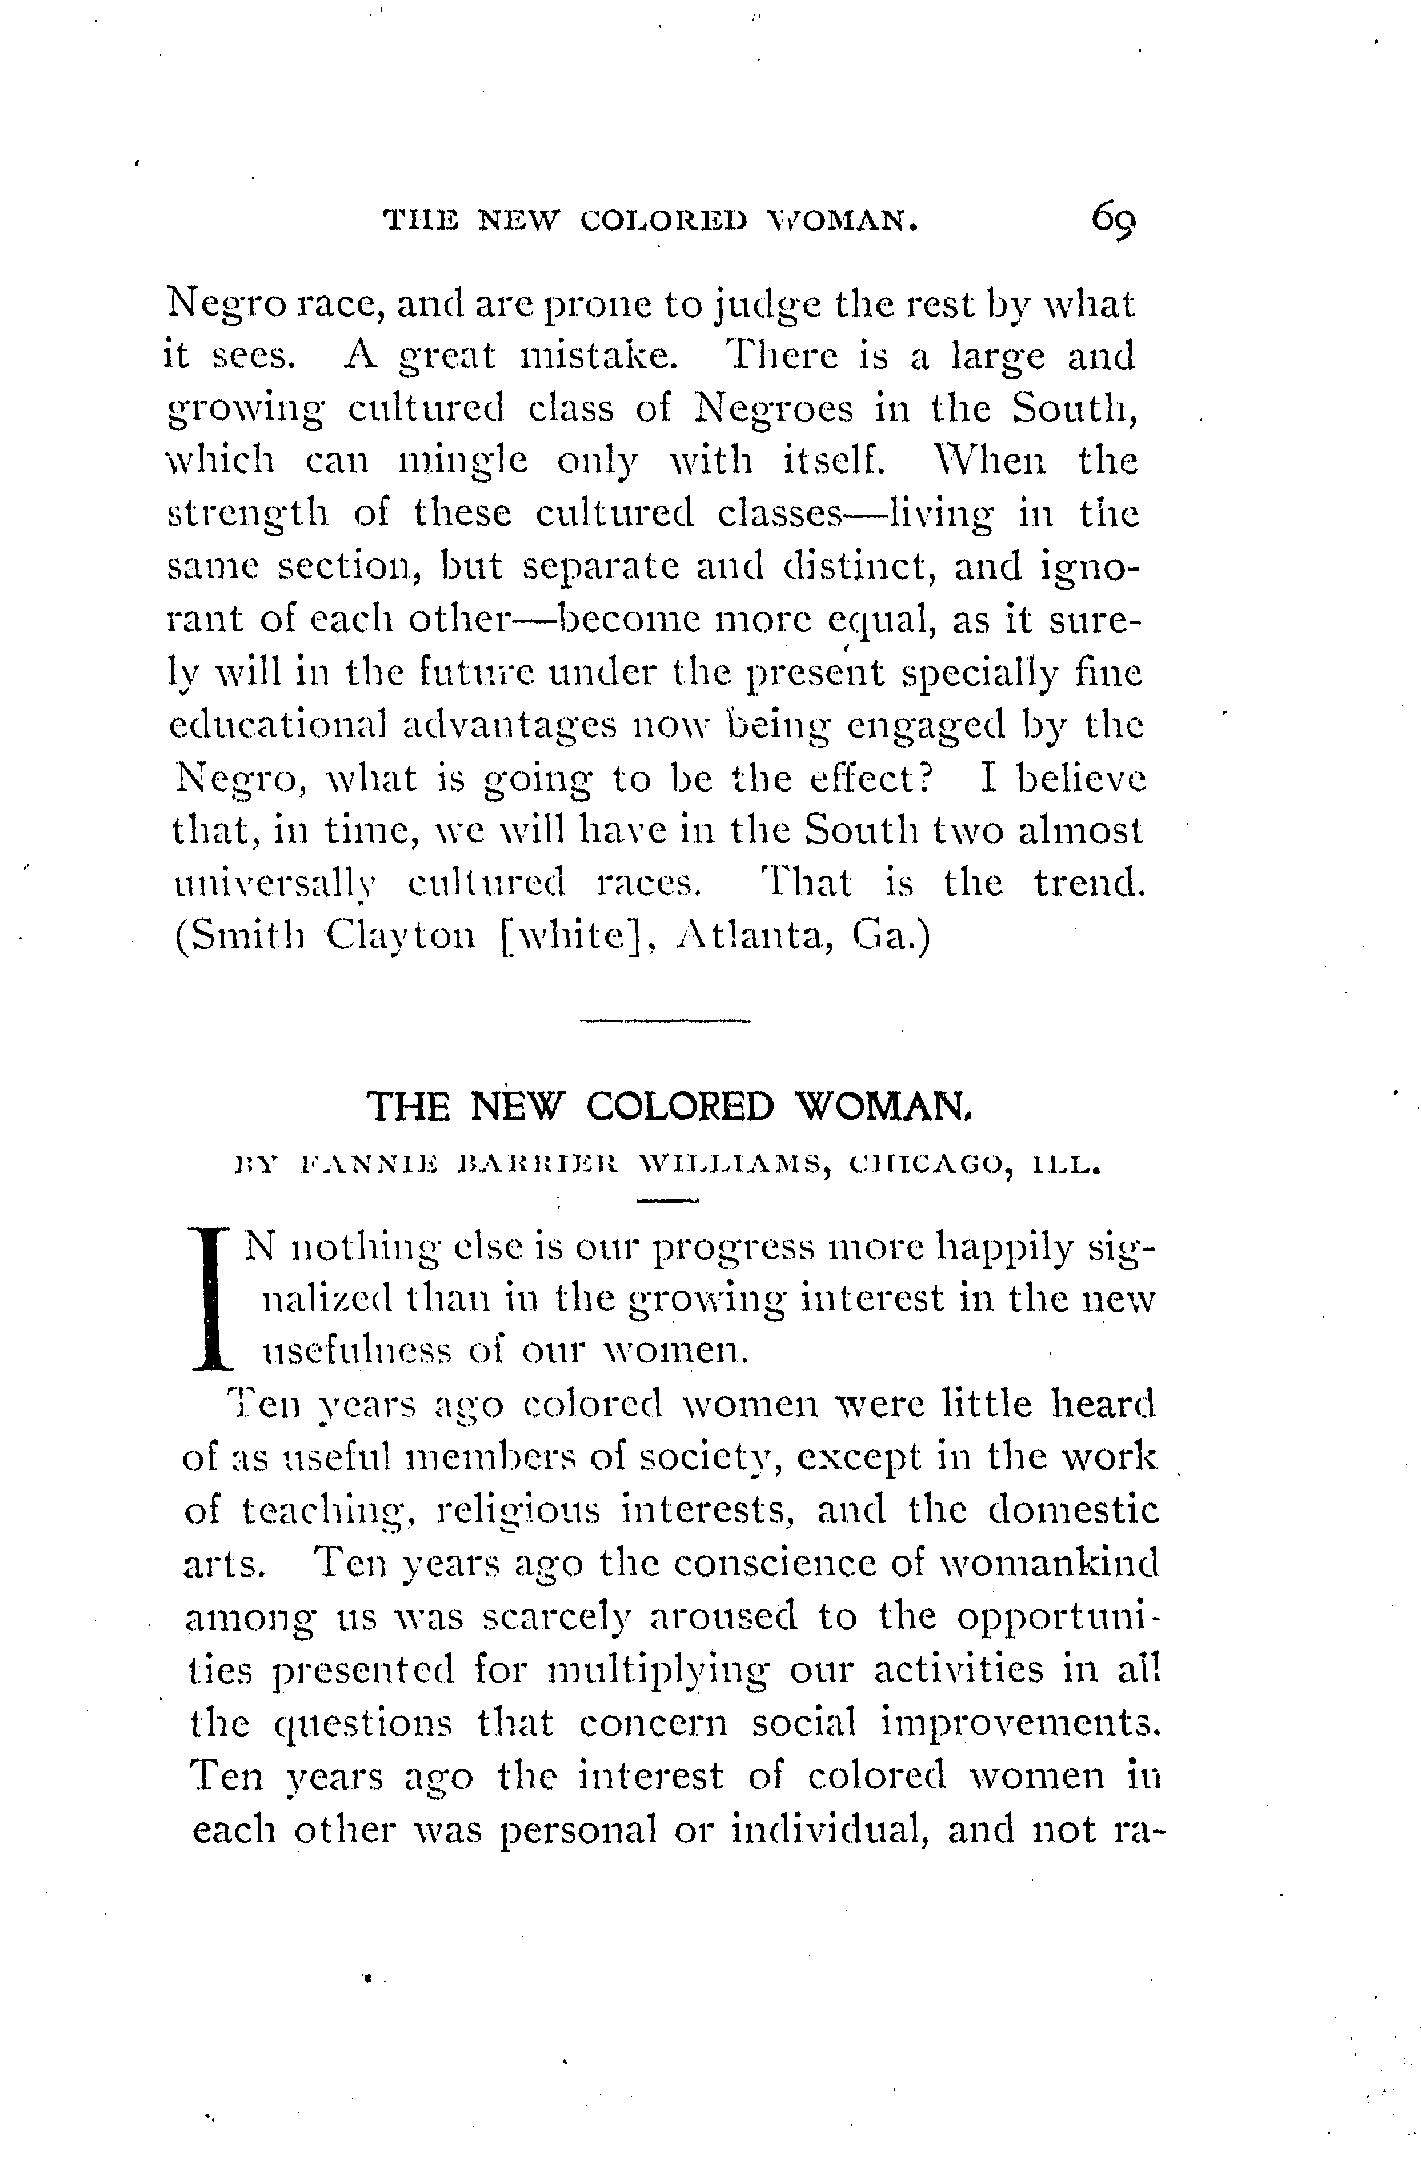 THE NEW COLORED WOMAN. 69
Negro race, and are prone to judge the rest by what
it sees. A great mistake. There is a large and
growing cultured class of Negroes in the South,
which can mingle only with itself. When the
strength of these cultured classes—living in the
same section, but separate and distinct, and igno-
rant of each other—become more equal, as it sure-
ly will in the future under the present specially fine
educational advantages now being engaged by the
Negro, what is going to be the effect? I believe
that, in time, we will have in the South two almost
universally cultured races. That is the trend.
(Smith Clayton [white], Atlanta, Ga.)
THE NEW COLORED WOMAN.
BY FANNIE BARRIER WILLIAMS, CHICAGO, ILL.
IN nothing else is our progress more happily sig-
nalized than in the growing interest in the new
usefulness of our women.
Ten years ago colored women were little heard
of as useful members of society, except in the work
of teaching, religious interests, and the domestic
arts. Ten years ago the conscience of womankind
among us was scarcely aroused to the opportuni-
ties presented for multiplying our activities in all
the questions that concern social improvements.
Ten years ago the interest of colored women in
each other was personal or individual, and not ra-